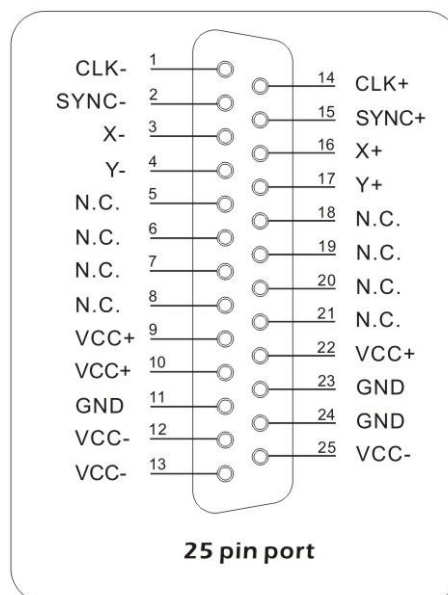 CLK- 1
14 CLK+
SYNC- 2
15 SYNC+
X- 3
16 X+
Y- 4
17 Y+
N.C. 5
18 N.C.
N.C. 6
19 N.C.
N.C. 7
20 N.C.
N.C. 8
21 N.C.
VCC+ 9
22 VCC+
VCC+ 10
23 GND
GND 11
24 GND
VCC- 12
25 VCC-
VCC- 13
25 pin port